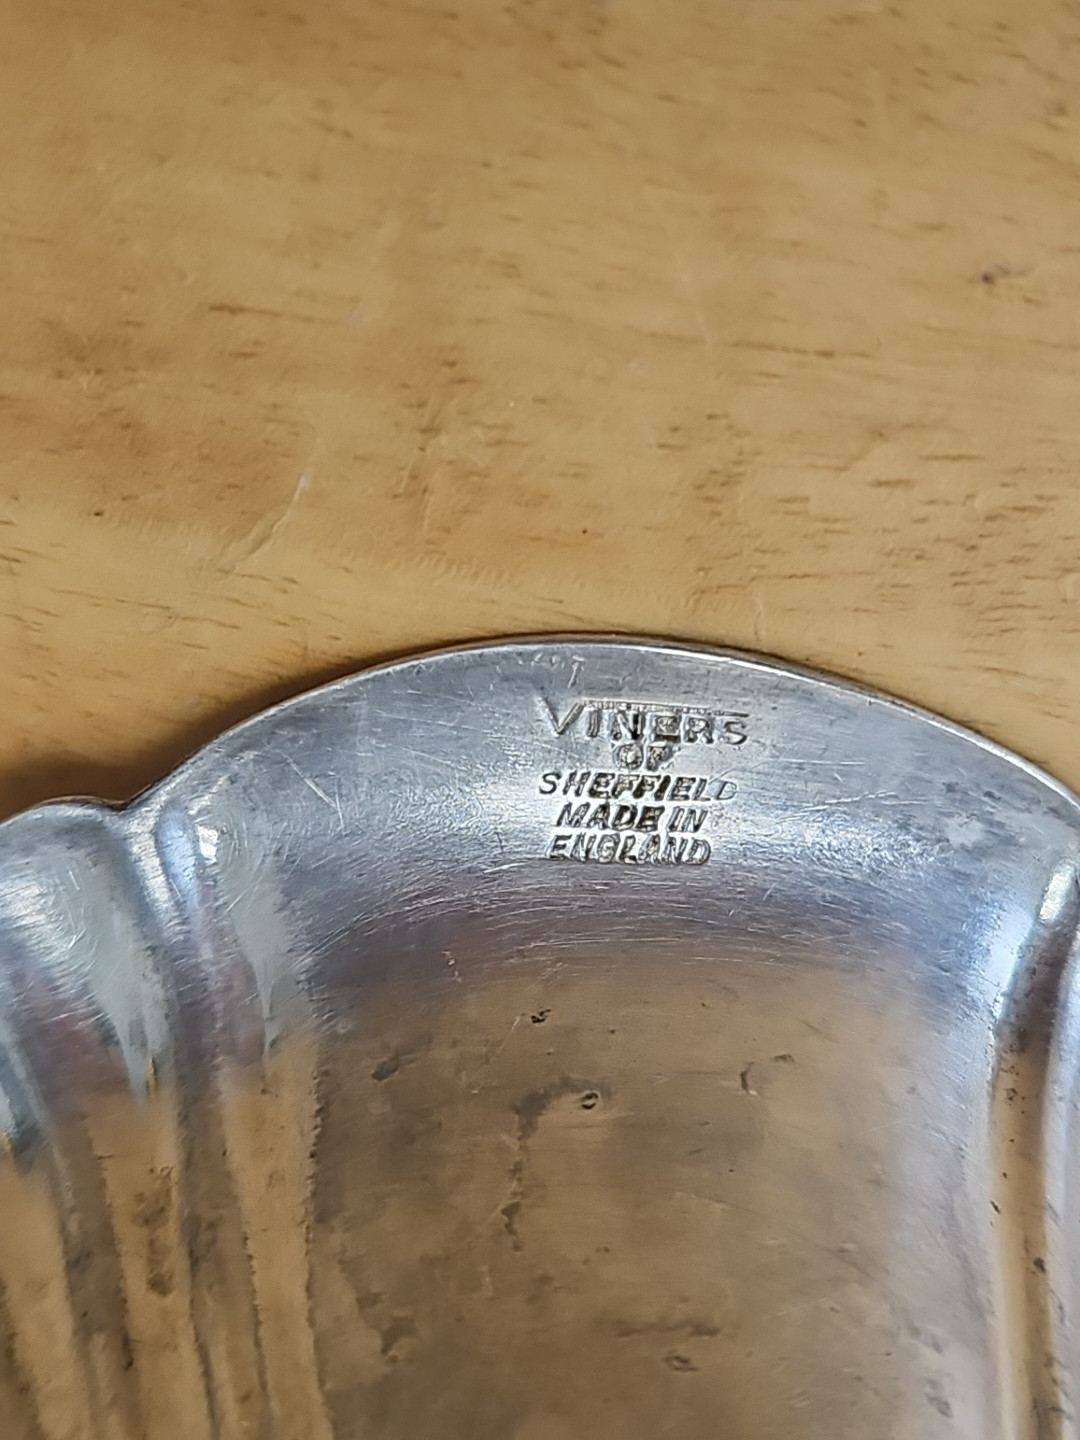 VINERS
OF
SHEFFIELD
MADE IN
ENGLAND